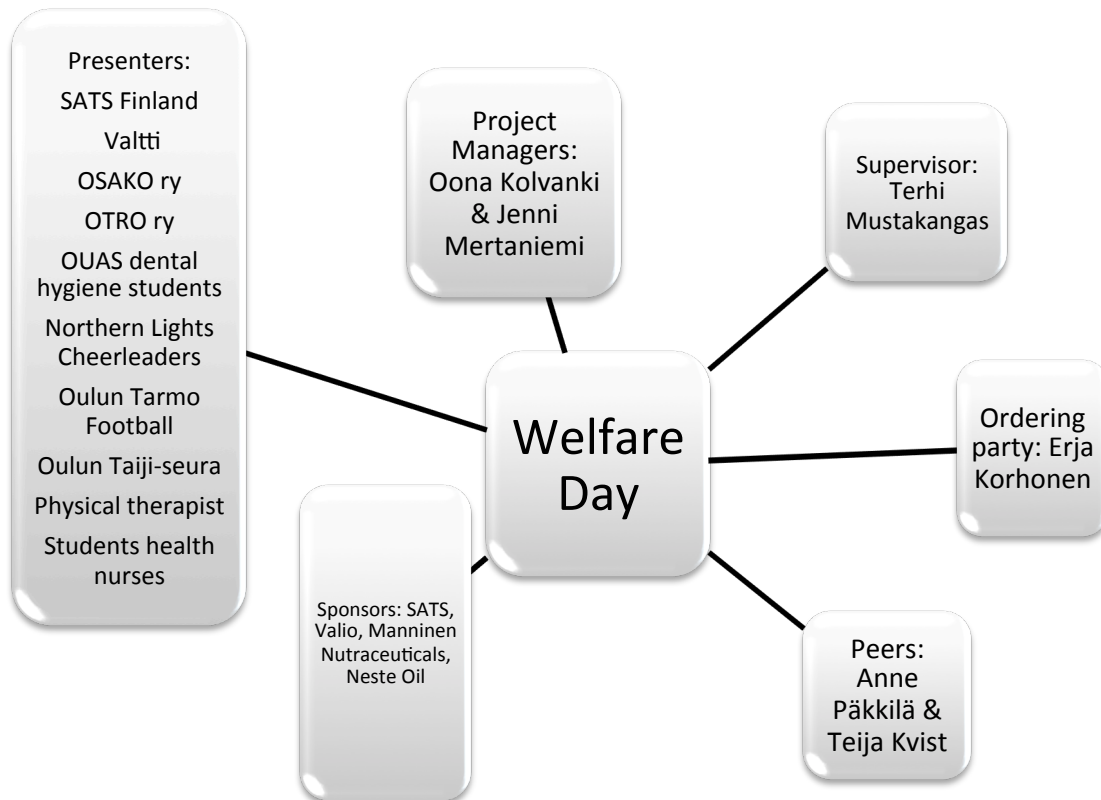 Presenters:
SATS Finland
Valtti
OSAKO ry
OTRO ry
OUAS dental
hygiene students
Northern Lights
Cheerleaders
Oulun Tarmo
Football
Oulun Taiji-seura
Physical therapist
Students health
nurses
Project
Managers:
Oona Kolvanki
& Jenni
Mertaniemi
Supervisor:
Terhi
Mustakangas
Welfare
Day
Ordering
party: Erja
Korhonen
Sponsors: SATS,
Valio, Manninen
Nutraceuticals,
Neste Oil
Peers:
Anne
Päkkilä &
Teija Kvist